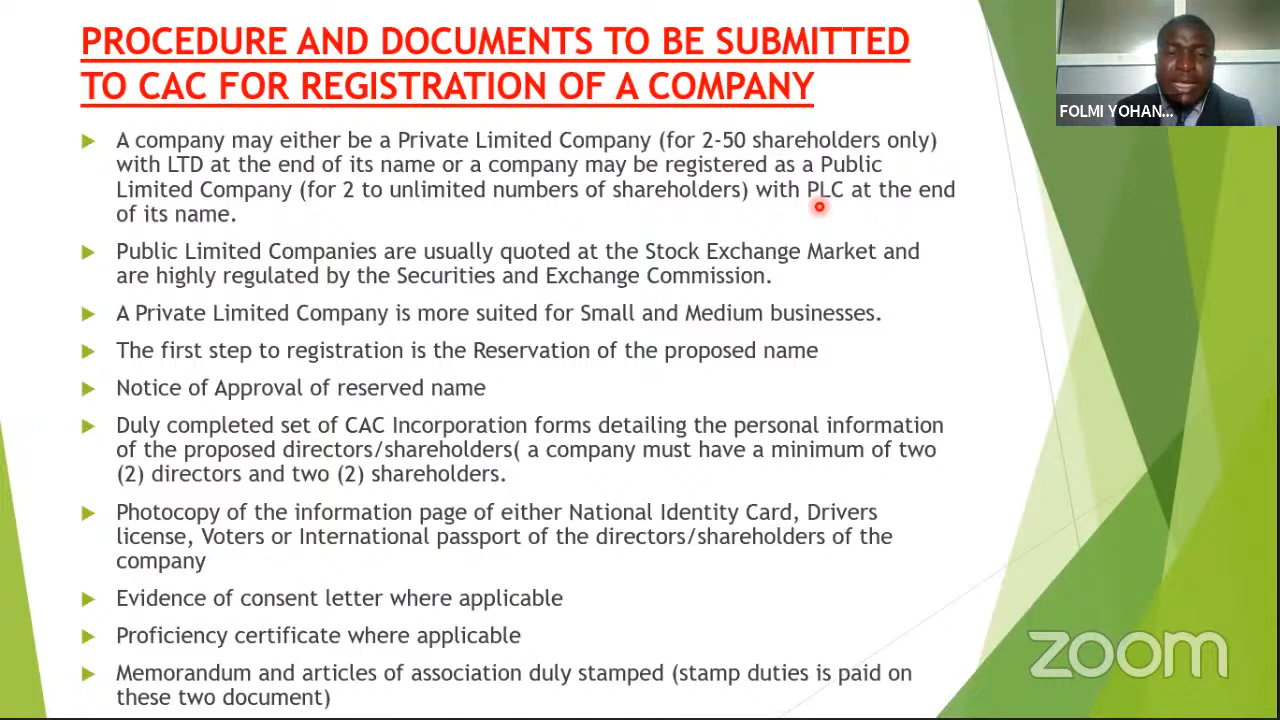 PROCEDURE AND DOCUMENTS TO BE SUBMITTED
TO CAC FOR REGISTRATION OF A COMPANY
A company may either be a Private Limited Company (for 2-50 shareholders only)
with LTD at the end of its name or a company may be registered as a Public
Limited Company (for 2 to unlimited numbers of shareholders) with PLC at the end
of its name.
Public Limited Companies are usually quoted at the Stock Exchange Market and
are highly regulated by the Securities and Exchange Commission.
A Private Limited Company is more suited for Small and Medium businesses.
The first step to registration is the Reservation of the proposed name
Notice of Approval of reserved name
Duly completed set of CAC Incorporation forms detailing the personal information
of the proposed directors/shareholders( a company must have a minimum of two
(2) directors and two (2) shareholders.
Photocopy of the information page of either National Identity Card, Drivers
license, Voters or International passport of the directors/shareholders of the
company
Evidence of consent letter where applicable
Proficiency certificate where applicable
Memorandum and articles of association duly stamped (stamp duties is paid on
these two document)
FOLMI YOHAN...
zoom